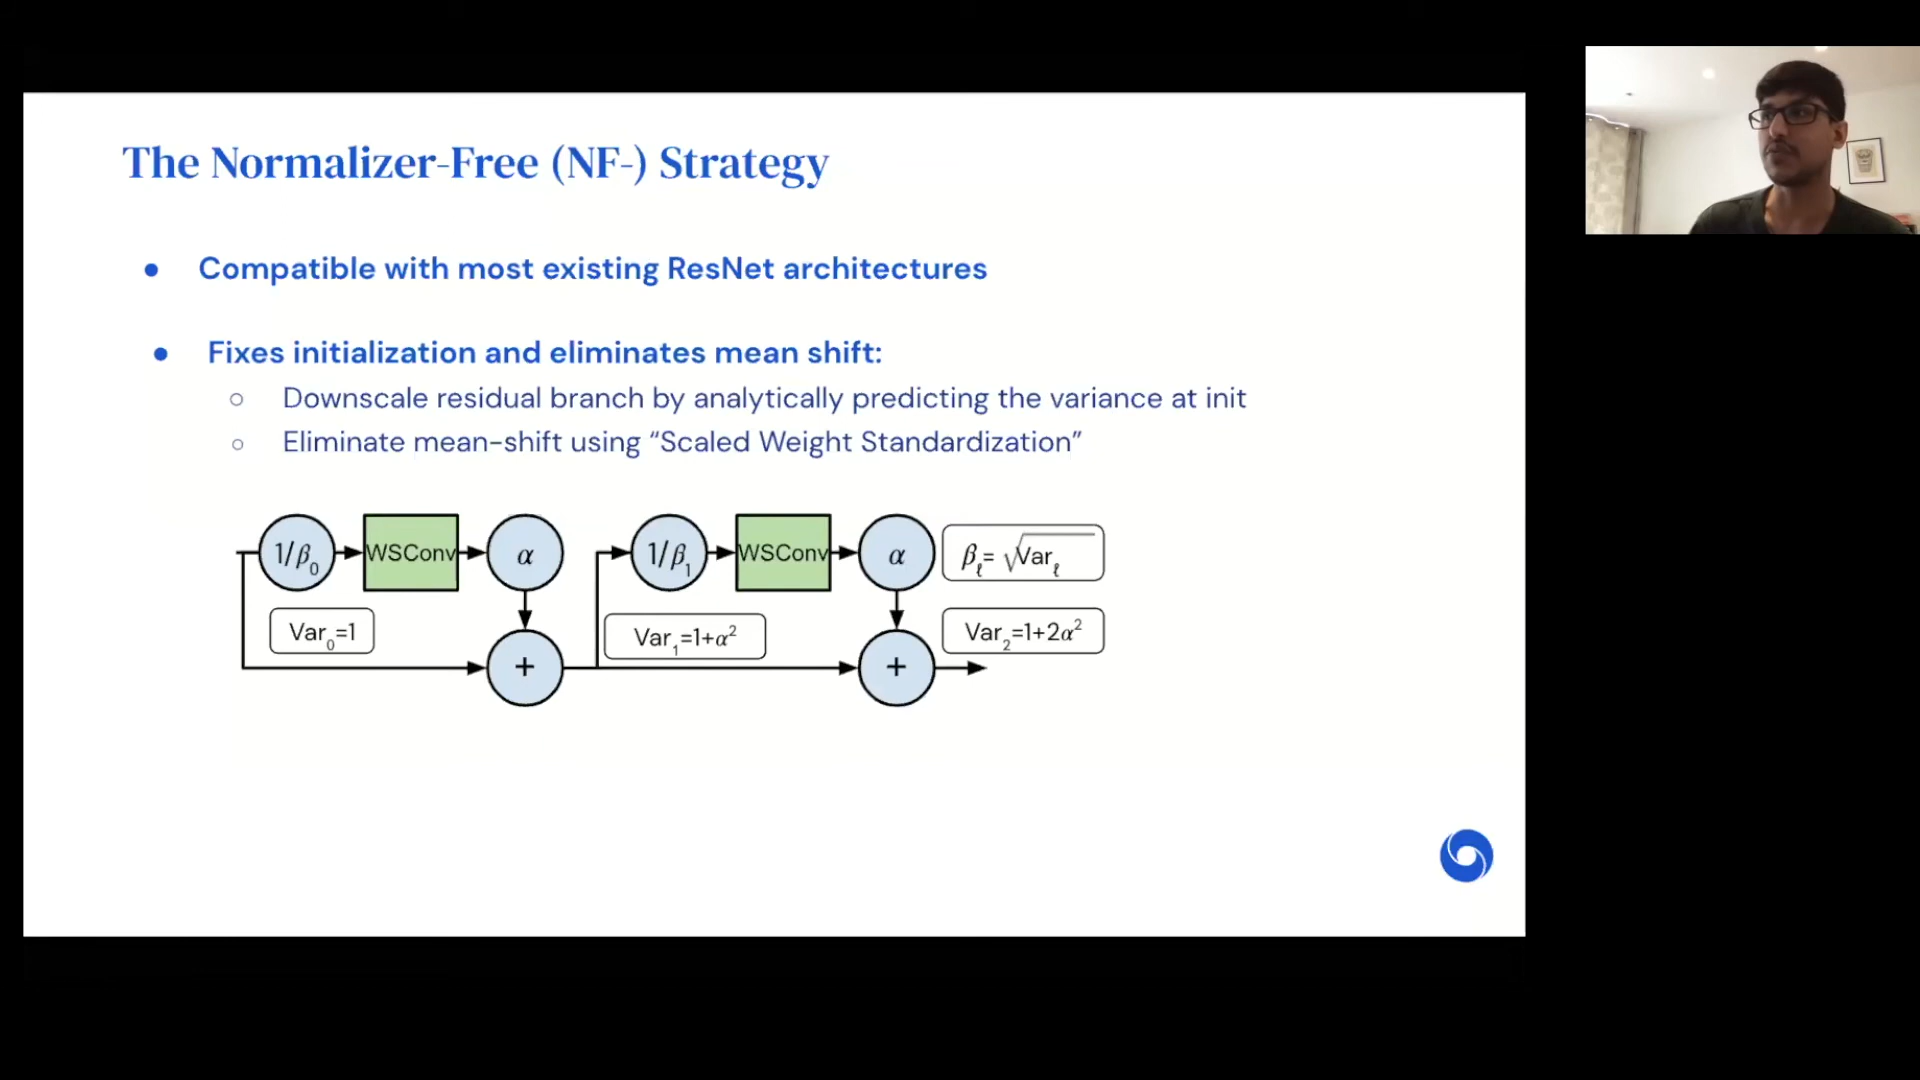 The Normalizer-Free (NF-) Strategy
● Compatible with most existing ResNet architectures
● Fixes initialization and eliminates mean shift:
○ Downscale residual branch by analytically predicting the variance at init
○ Eliminate mean-shift using “Scaled Weight Standardization”
1/β₀ WSConv α 1/β₁ WSConv α βℓ= √Varℓ
Var₀=1 Var₁=1+α² Var₂=1+2α²
+ +